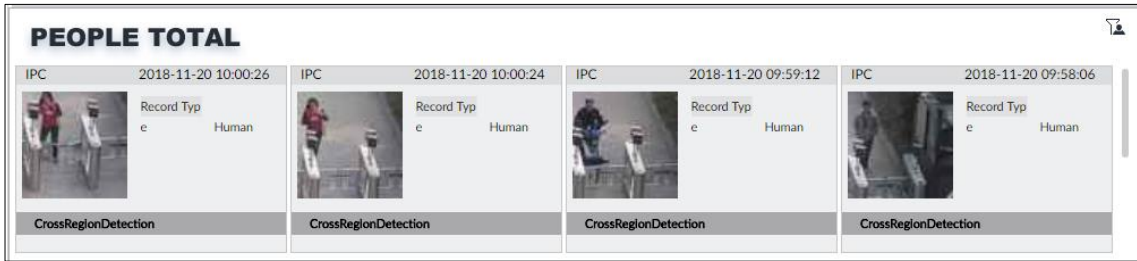 PEOPLE TOTAL
IPC 2018-11-20 10:00:26
Record Typ
e Human
CrossRegionDetection
IPC 2018-11-20 10:00:24
Record Typ
e Human
CrossRegionDetection
IPC 2018-11-20 09:59:12
Record Typ
e Human
CrossRegionDetection
IPC 2018-11-20 09:58:06
Record Typ
e Human
CrossRegionDetection